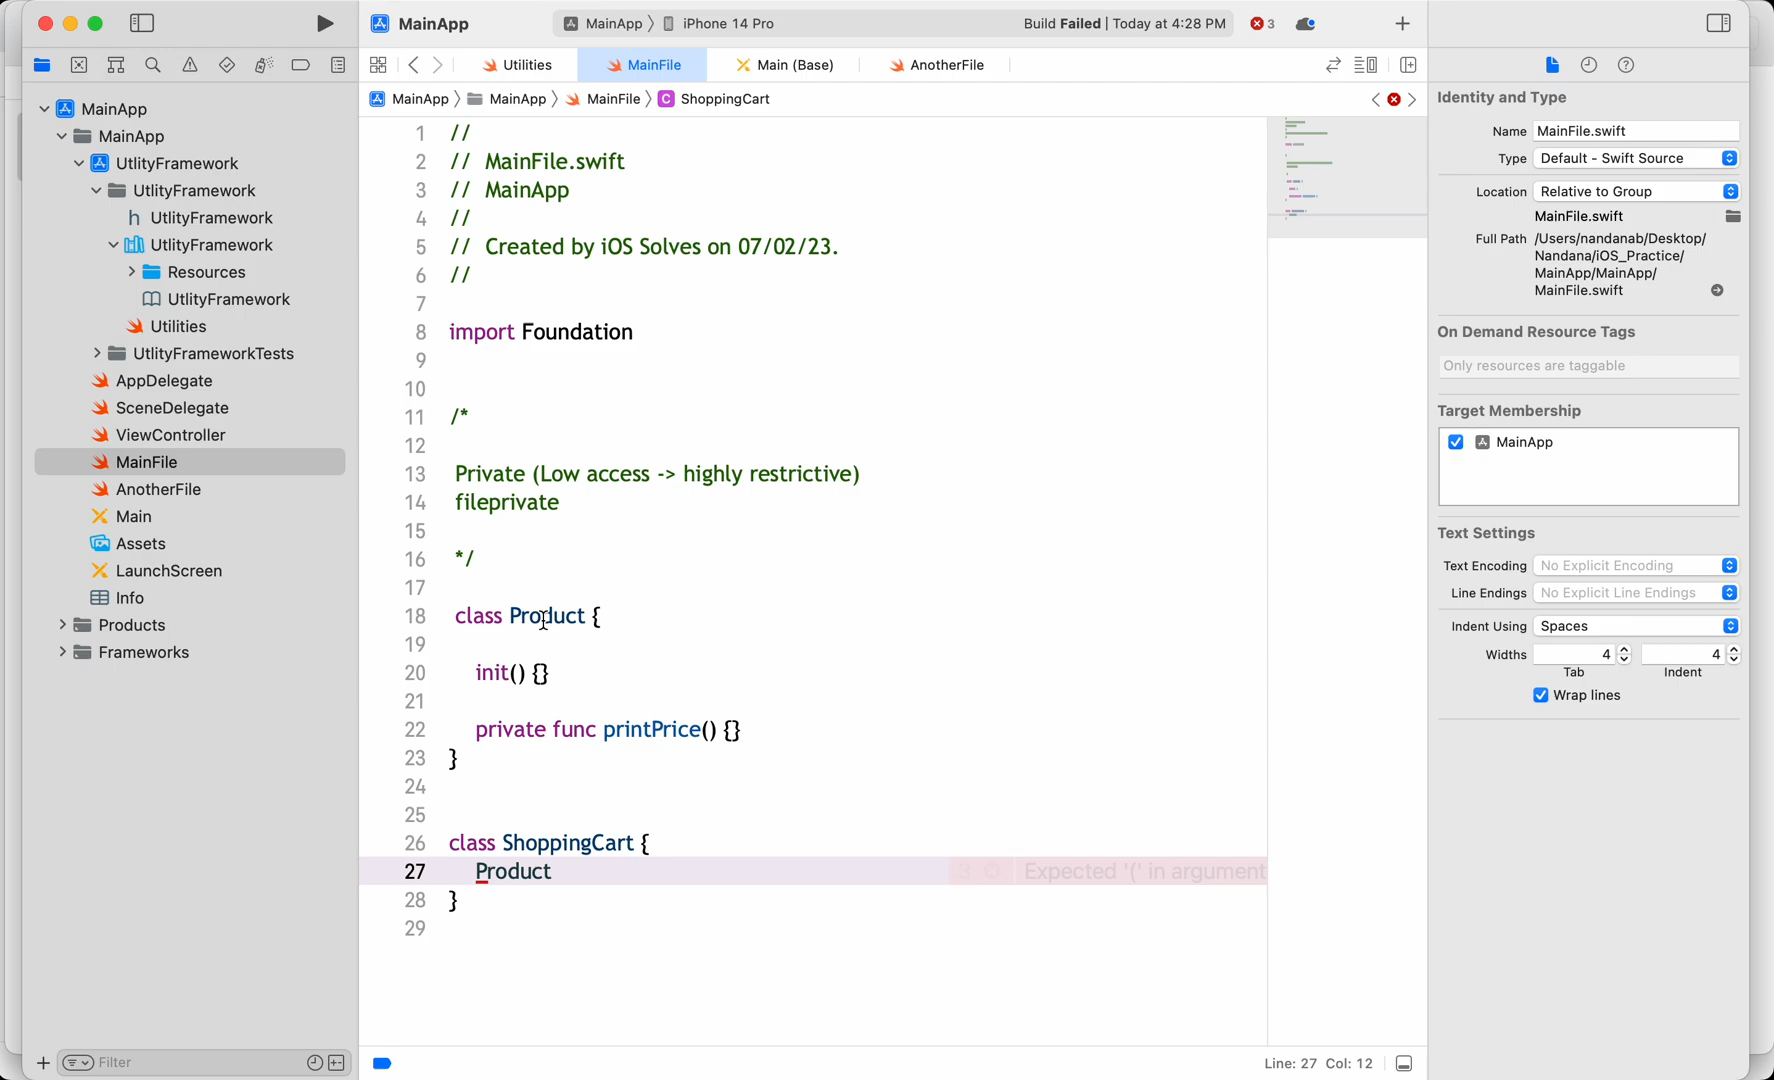 MainApp
MainApp
iPhone 14 Pro
Build Failed | Today at 4:28 PM
3
Utilities
MainFile
Main (Base)
AnotherFile
MainApp
MainApp
MainFile
C
ShoppingCart
MainApp
MainApp
UtlityFramework
UtlityFramework
h UtlityFramework
UtlityFramework
Resources
UtlityFramework
Utilities
UtlityFrameworkTests
AppDelegate
SceneDelegate
ViewController
MainFile
AnotherFile
Main
Assets
LaunchScreen
Info
Products
Frameworks
Filter
1 //
2 // MainFile.swift
3 // MainApp
4 //
5 // Created by iOS Solves on 07/02/23.
6 //
7
8 import Foundation
9
10
11 /*
12
13 Private (Low access -> highly restrictive)
14 fileprivate
15
16 */
17
18 class Product {
19
20 init() {}
21
22 private func printPrice() {}
23 }
24
25
26 class ShoppingCart {
27 Product 3 Expected '(' in argument
28 }
29
Line: 27 Col: 12
Identity and Type
Name MainFile.swift
Type Default - Swift Source
Location Relative to Group
MainFile.swift
Full Path /Users/nandanab/Desktop/
Nandana/iOS_Practice/
MainApp/MainApp/
MainFile.swift
On Demand Resource Tags
Only resources are taggable
Target Membership
MainApp
Text Settings
Text Encoding No Explicit Encoding
Line Endings No Explicit Line Endings
Indent Using Spaces
Widths 4 4
Tab Indent
Wrap lines